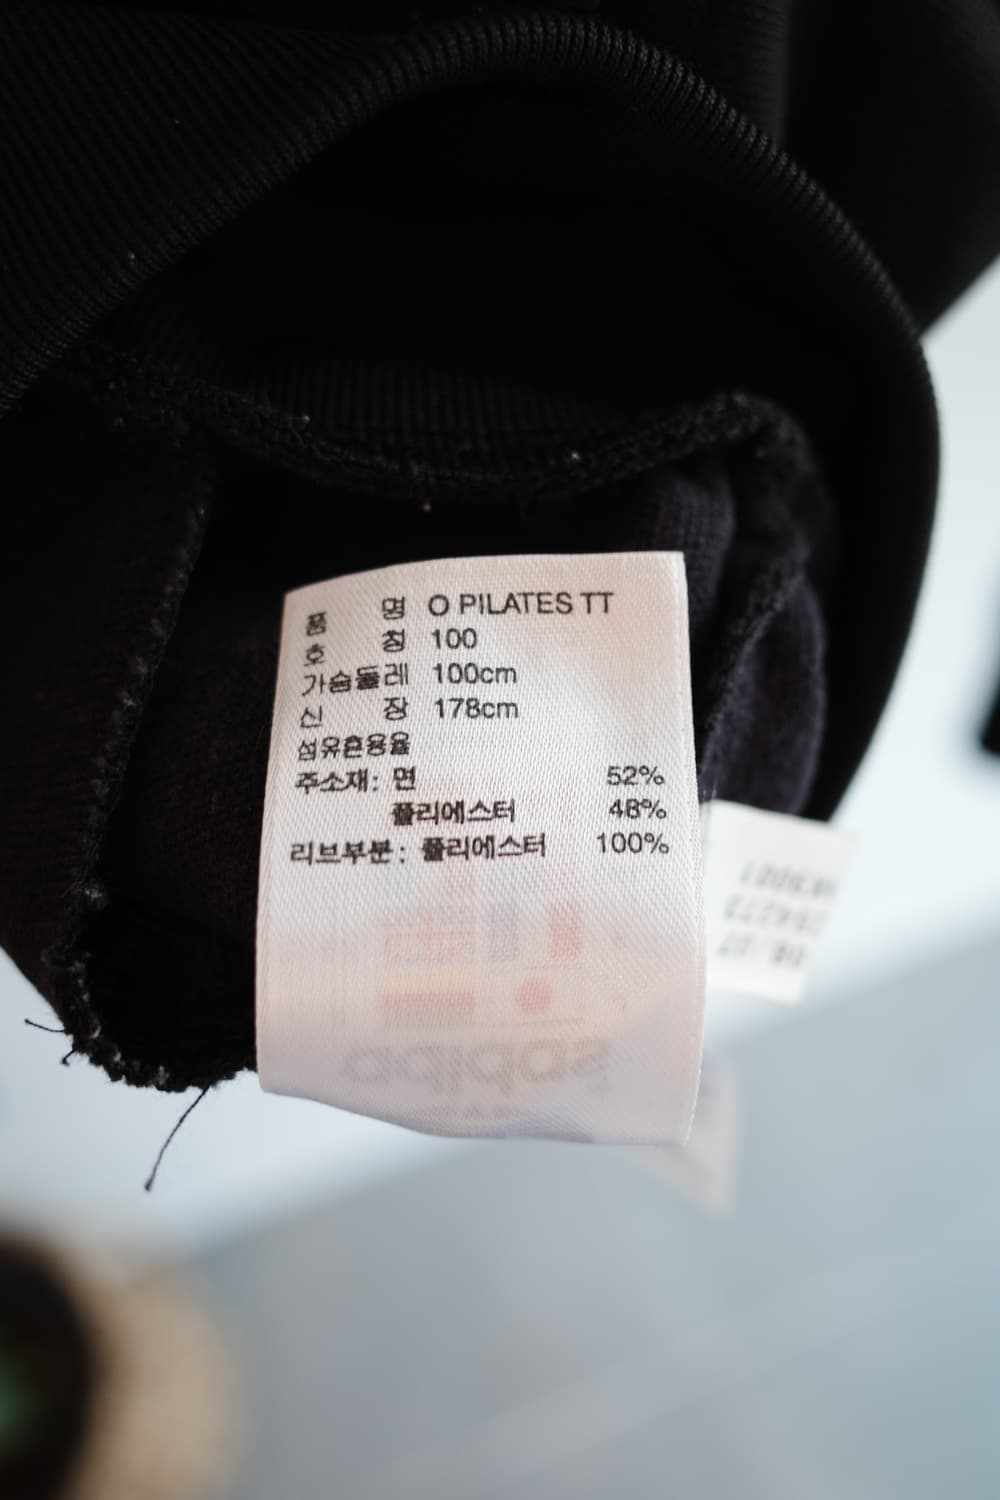 품 명 O PILATES TT
호 칭 100
가슴둘레 100cm
신 장 178cm
섬유혼용율
주소재: 면 52%
폴리에스터 48%
리브부분: 폴리에스터 100%
adidas